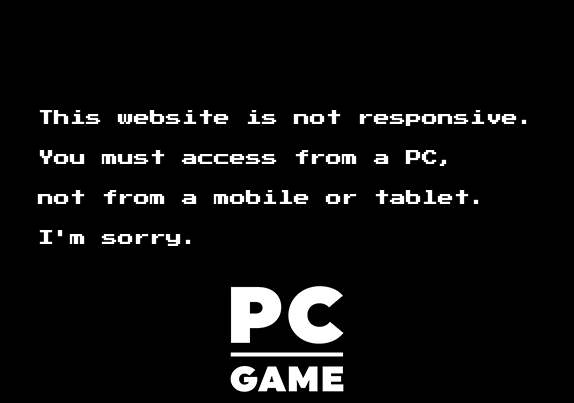 This website is not responsive.
You must access from a PC,
not from a mobile or tablet.
I'm sorry.
PC
GAME